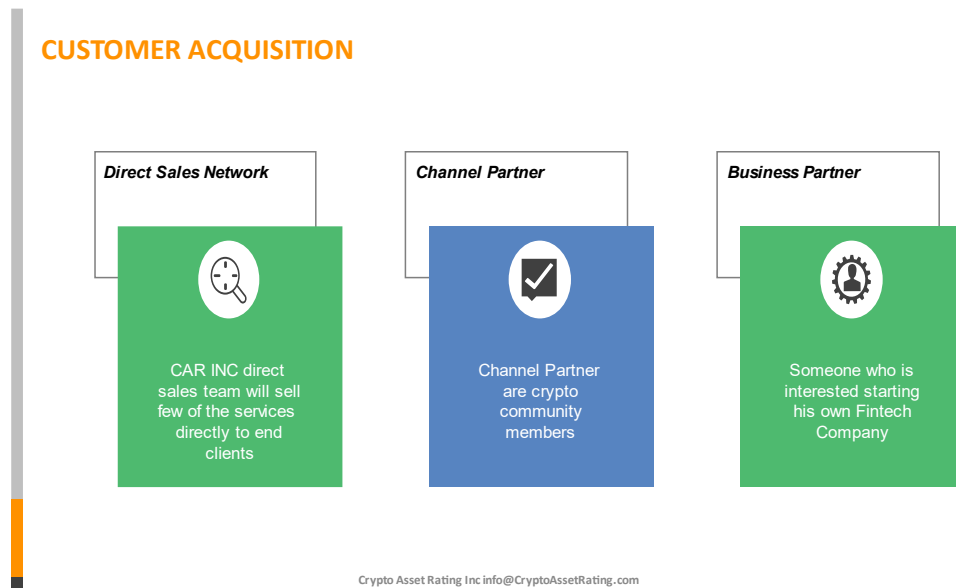 CUSTOMER ACQUISITION
Direct Sales Network
CAR INC direct
sales team will sell
few of the services
directly to end
clients
Channel Partner
Channel Partner
are crypto
community
members
Business Partner
Someone who is
interested starting
his own Fintech
Company
Crypto Asset Rating Inc info@CryptoAssetRating.com